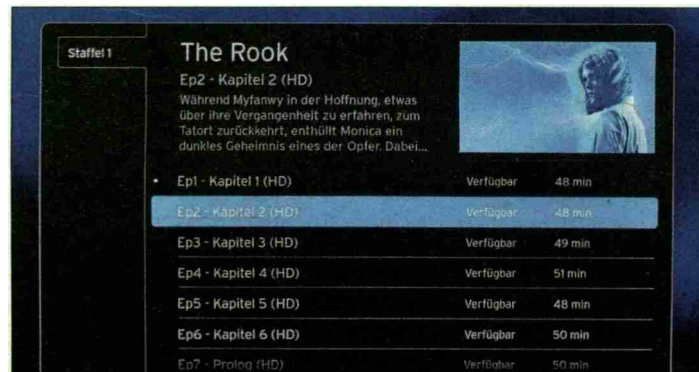 Staffel 1
The Rook
Ep2 - Kapitel 2 (HD)
Während Myfanwy in der Hoffnung, etwas
über ihre Vergangenheit zu erfahren, zum
Tatort zurückkehrt, enthüllt Monica ein
dunkles Geheimnis eines der Opfer. Dabei...
• Ep1 - Kapitel 1 (HD) Verfügbar 48 min
Ep2 - Kapitel 2 (HD) Verfügbar 48 min
Ep3 - Kapitel 3 (HD) Verfügbar 49 min
Ep4 - Kapitel 4 (HD) Verfügbar 51 min
Ep5 - Kapitel 5 (HD) Verfügbar 48 min
Ep6 - Kapitel 6 (HD) Verfügbar 50 min
Ep7 - Prolog (HD) Verfügbar 50 min